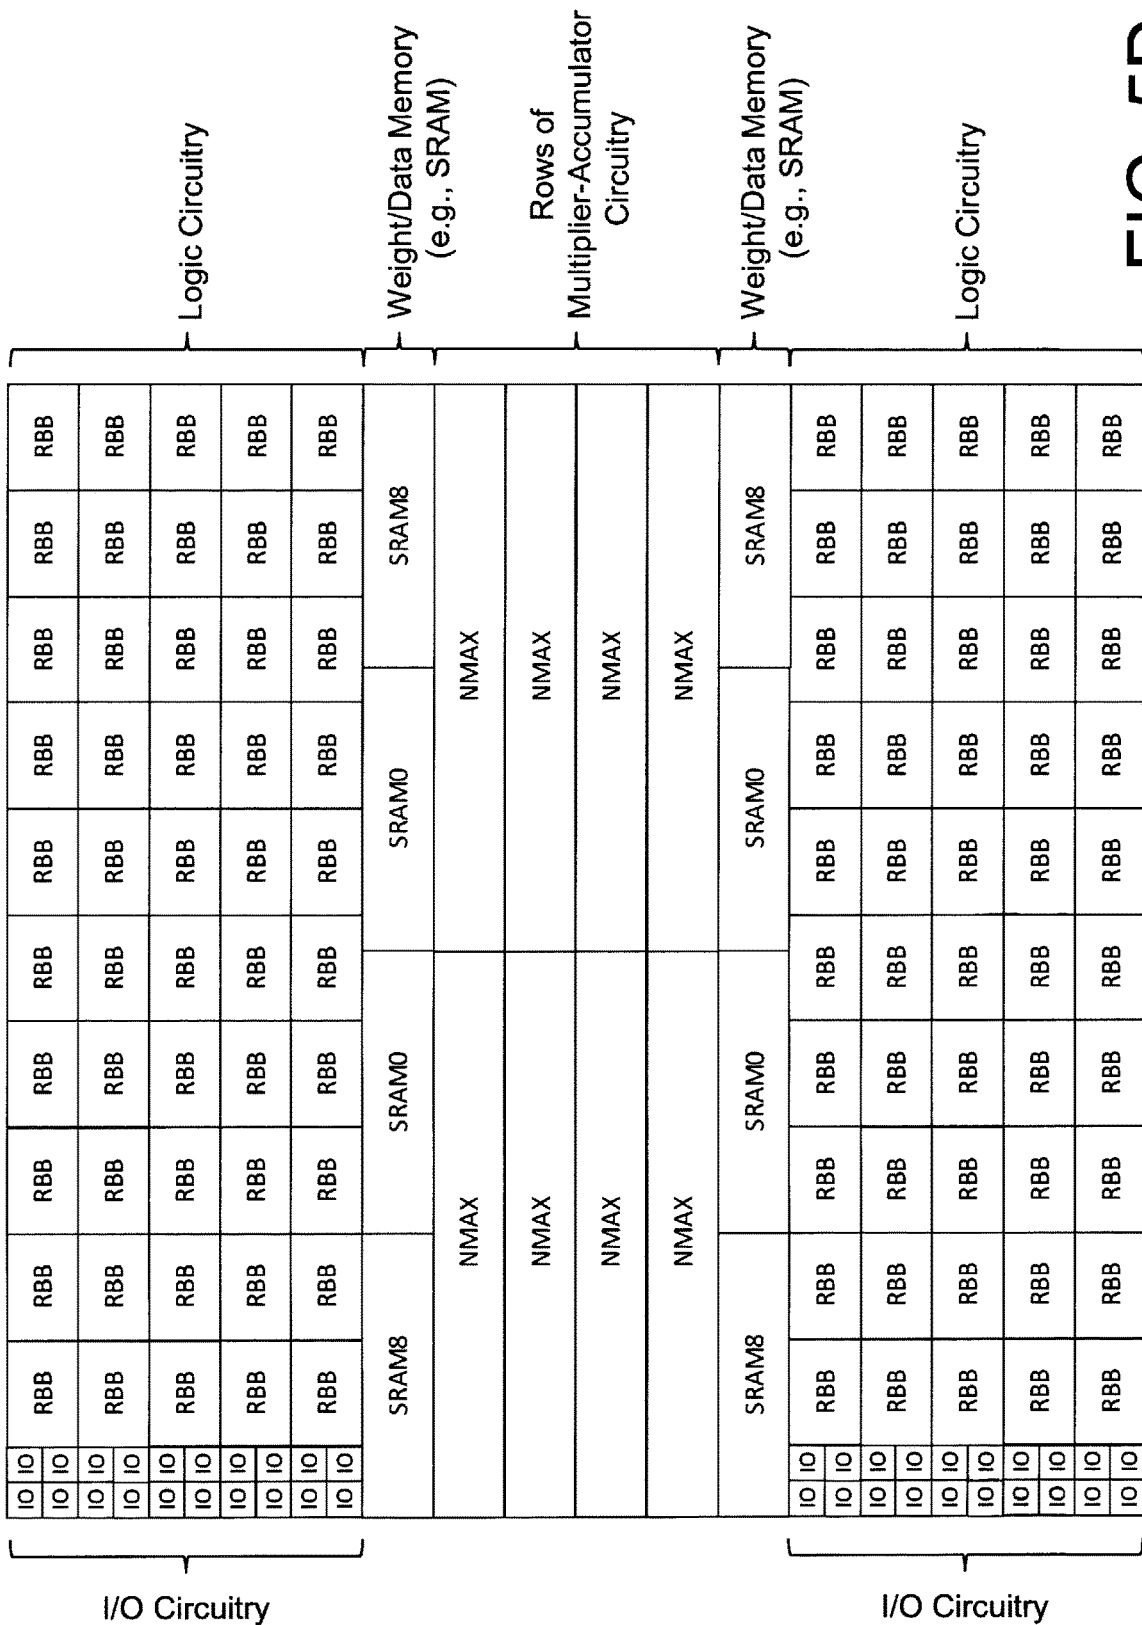 I/O Circuitry
IO IO RBB RBB RBB RBB RBB RBB RBB RBB RBB RBB
IO IO
IO IO RBB RBB RBB RBB RBB RBB RBB RBB RBB RBB
IO IO
IO IO RBB RBB RBB RBB RBB RBB RBB RBB RBB RBB
IO IO
IO IO RBB RBB RBB RBB RBB RBB RBB RBB RBB RBB
IO IO
IO IO RBB RBB RBB RBB RBB RBB RBB RBB RBB RBB
IO IO
Logic Circuitry
SRAM8 SRAM0 SRAM0 SRAM8
Weight/Data Memory
(e.g., SRAM)
NMAX NMAX
NMAX NMAX
NMAX NMAX
NMAX NMAX
Rows of
Multiplier-Accumulator
Circuitry
SRAM8 SRAM0 SRAM0 SRAM8
Weight/Data Memory
(e.g., SRAM)
I/O Circuitry
IO IO RBB RBB RBB RBB RBB RBB RBB RBB RBB RBB
IO IO
IO IO RBB RBB RBB RBB RBB RBB RBB RBB RBB RBB
IO IO
IO IO RBB RBB RBB RBB RBB RBB RBB RBB RBB RBB
IO IO
IO IO RBB RBB RBB RBB RBB RBB RBB RBB RBB RBB
IO IO
IO IO RBB RBB RBB RBB RBB RBB RBB RBB RBB RBB
IO IO
Logic Circuitry
FIG. 5D